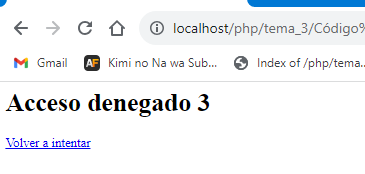 localhost/php/tema_3/Código%
Gmail
AF Kimi no Na wa Sub...
Index of /php/tema...
Acceso denegado 3
Volver a intentar